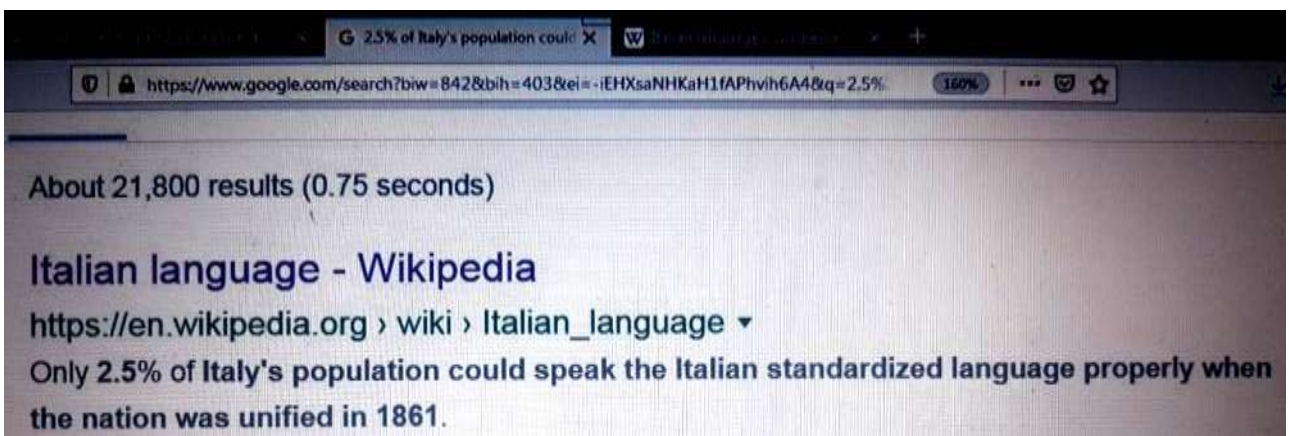 G 2.5% of Italy's population could X W +
https://www.google.com/search?biw=842&bih=403&ei=-iEHXsaNHKaH1fAPhvih6A4&q=2.5% 160% ...
About 21,800 results (0.75 seconds)
Italian language - Wikipedia
https://en.wikipedia.org › wiki › Italian_language ▾
Only 2.5% of Italy's population could speak the Italian standardized language properly when
the nation was unified in 1861.